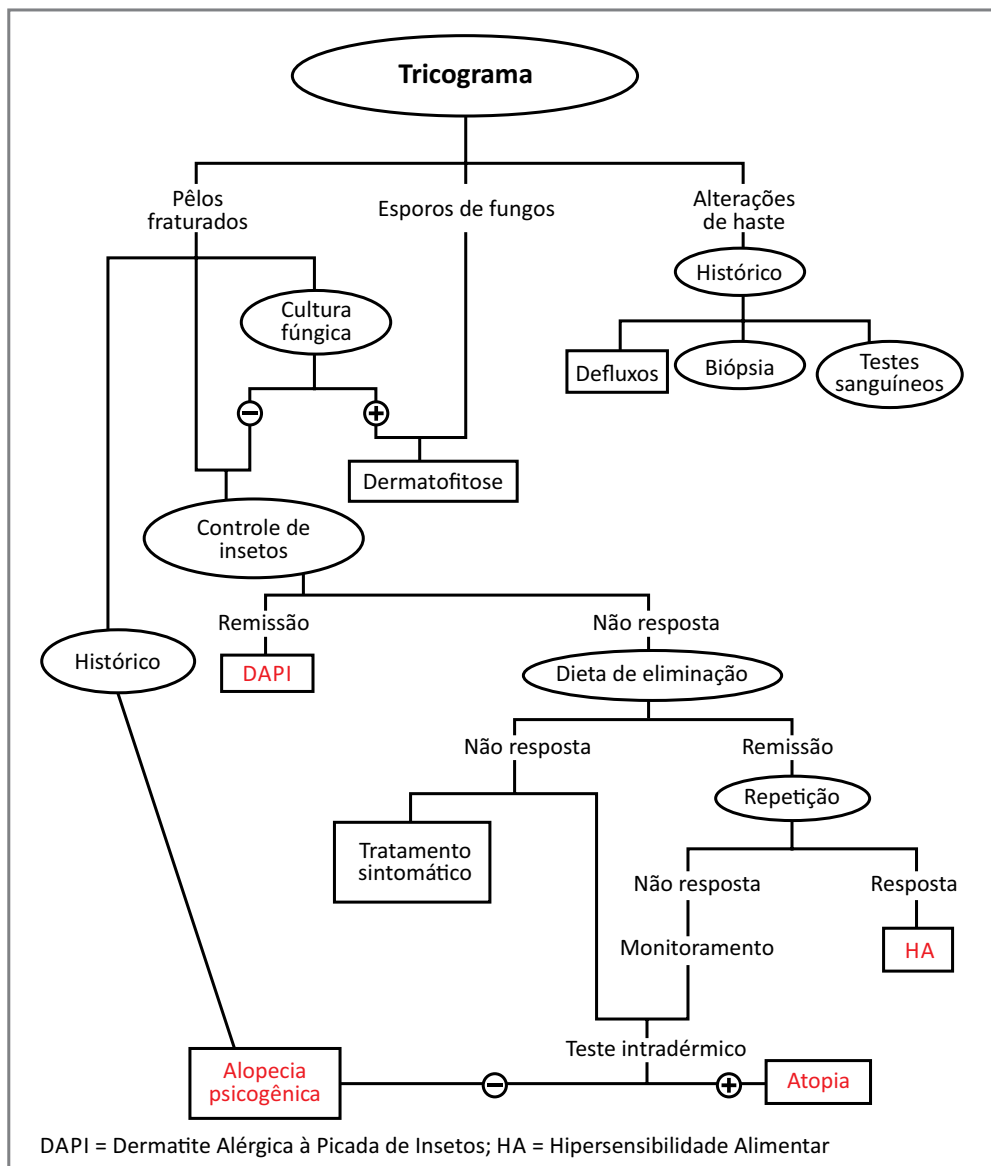 Tricograma
Pêlos
fraturados
Esporos de fungos
Alterações
de haste
Histórico
Cultura
fúngica
Defluxos
Biópsia
Testes
sanguíneos
−
+
Dermatofitose
Controle de
insetos
Remissão
Não resposta
Histórico
DAPI
Dieta de eliminação
Não resposta
Remissão
Repetição
Tratamento
sintomático
Não resposta
Resposta
Monitoramento
HA
Teste intradérmico
Alopecia
psicogênica
−
+
Atopia
DAPI = Dermatite Alérgica à Picada de Insetos; HA = Hipersensibilidade Alimentar